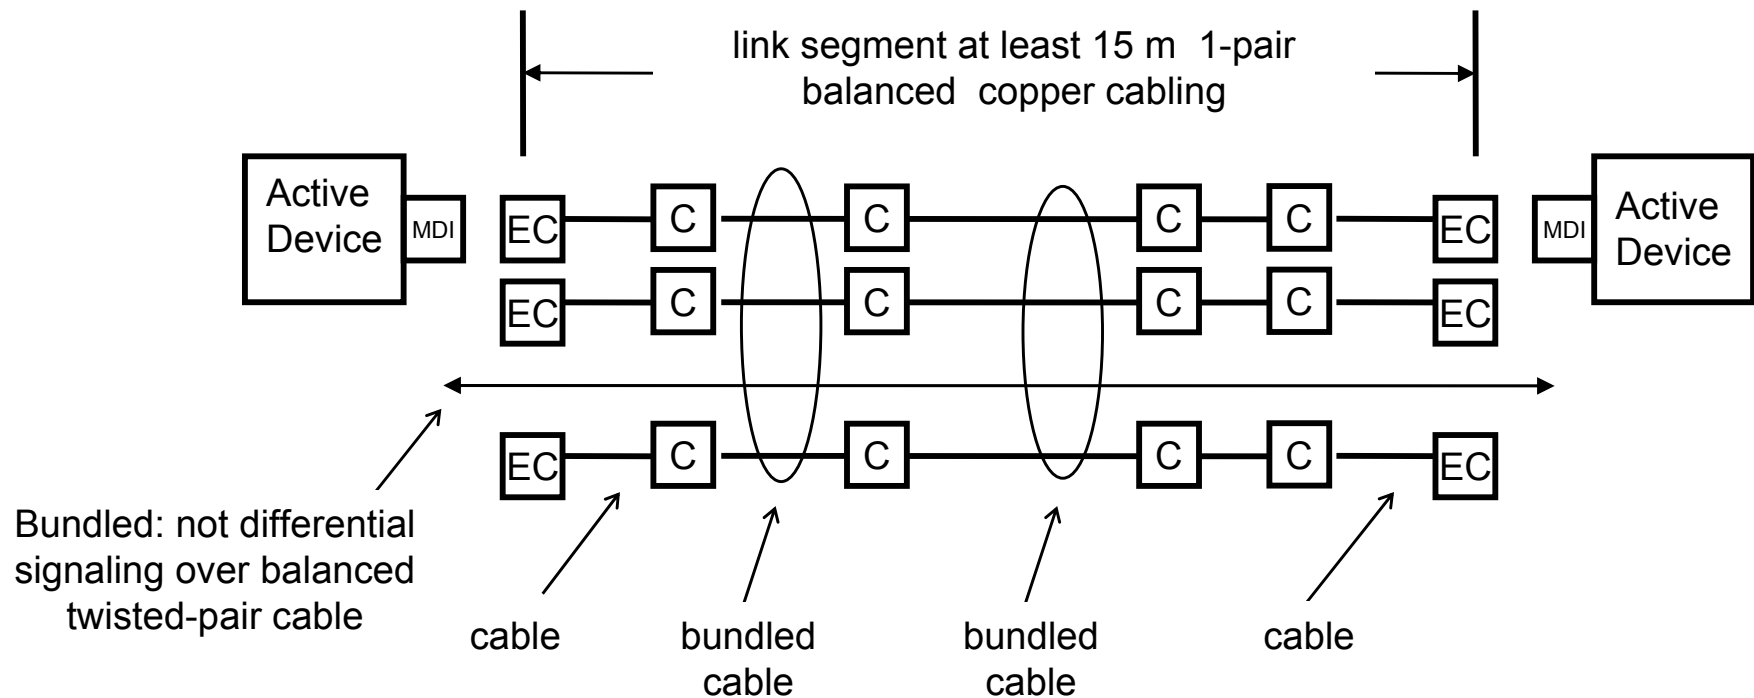 link segment at least 15 m 1-pair
balanced copper cabling
Active
Device
MDI
EC
C
C
C
C
EC
MDI
Active
Device
EC
C
C
C
C
EC
EC
C
C
C
C
EC
Bundled: not differential
signaling over balanced
twisted-pair cable
cable
bundled
cable
bundled
cable
cable